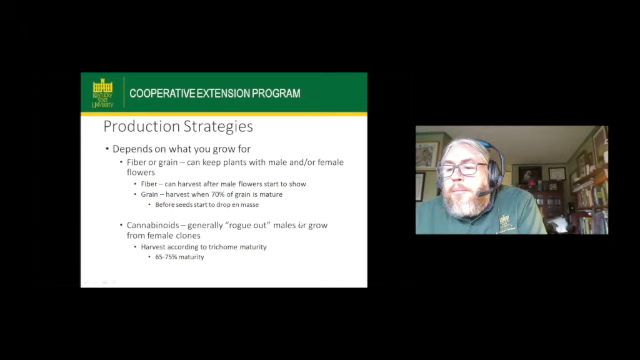 KENTUCKY STATE
UNIVERSITY
COOPERATIVE EXTENSION PROGRAM
Production Strategies
• Depends on what you grow for
• Fiber or grain – can keep plants with male and/or female
flowers
• Fiber – can harvest after male flowers start to show
• Grain – harvest when 70% of grain is mature
• Before seeds start to drop en masse
• Cannabinoids – generally "rogue out" males or grow
from female clones
• Harvest according to trichome maturity
• 65-75% maturity